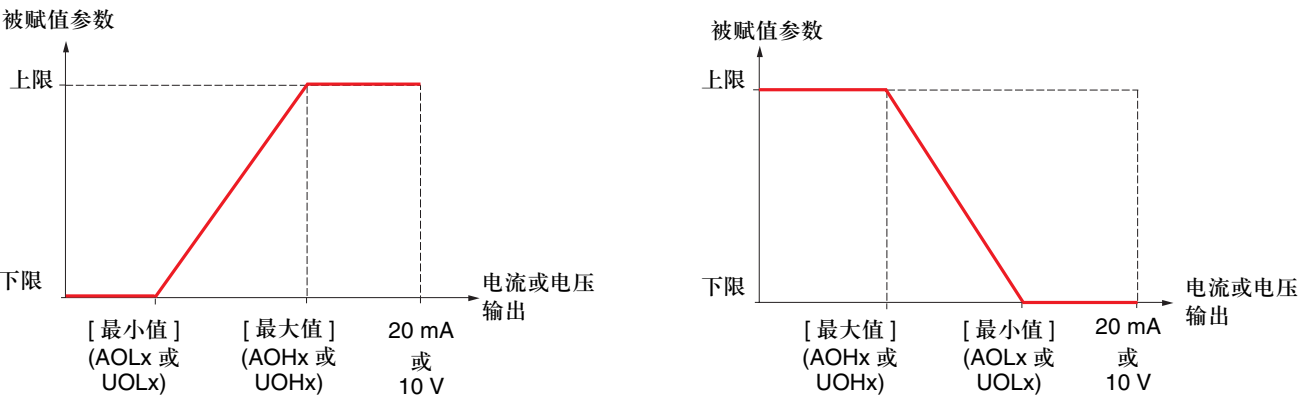 被赋值参数
上限
下限
电流或电压
输出
[ 最小值 ]
(AOLx 或
UOLx)
[ 最大值 ]
(AOHx 或
UOHx)
20 mA
或
10 V
被赋值参数
上限
下限
电流或电压
输出
[ 最大值 ]
(AOHx 或
UOHx)
[ 最小值 ]
(AOLx 或
UOLx)
20 mA
或
10 V